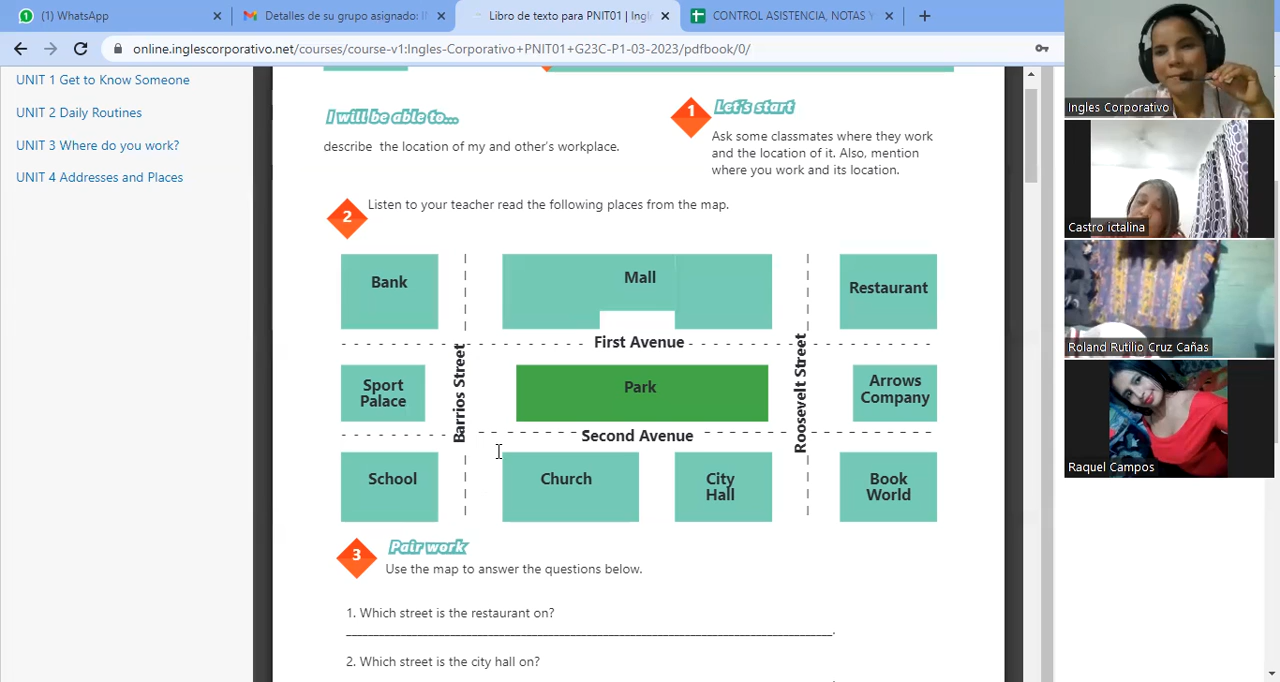 (1) WhatsApp
Detalles de su grupo asignado: I
Libro de texto para PNIT01 | Ingl
CONTROL ASISTENCIA, NOTAS Y
online.inglescorporativo.net/courses/course-v1:Ingles-Corporativo+PNIT01+G23C-P1-03-2023/pdfbook/0/
UNIT 1 Get to Know Someone
UNIT 2 Daily Routines
UNIT 3 Where do you work?
UNIT 4 Addresses and Places
I will be able to...
describe the location of my and other's workplace.
1 Let's start
Ask some classmates where they work
and the location of it. Also, mention
where you work and its location.
2 Listen to your teacher read the following places from the map.
Bank
Mall
Restaurant
First Avenue
Sport
Palace
Barrios Street
Park
Roosevelt Street
Arrows
Company
Second Avenue
School
Church
City
Hall
Book
World
3 Pair work
Use the map to answer the questions below.
1. Which street is the restaurant on?
2. Which street is the city hall on?
Ingles Corporativo
Castro ictalina
Roland Rutilio Cruz Cañas
Raquel Campos